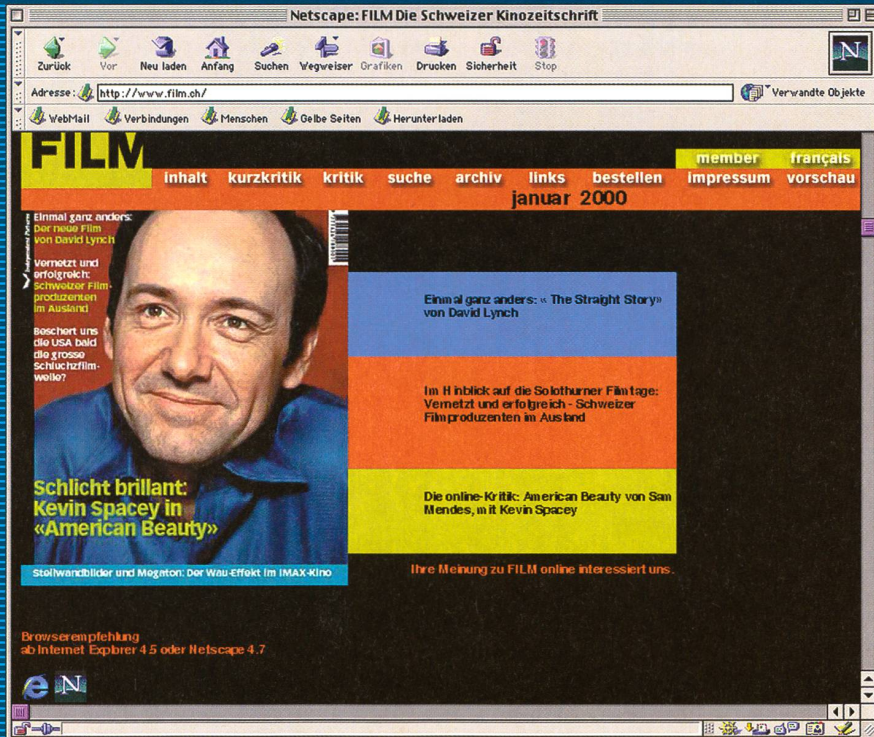 Netscape: FILM Die Schweizer Kinozeitschrift
Zurück Vor Neu laden Anfang Suchen Wegweiser Grafiken Drucken Sicherheit Stop
N
Adresse: http://www.film.ch/ Verwandte Objekte
WebMail Verbindungen Menschen Gelbe Seiten Herunterladen
FILM
member français
inhalt kurzkritik kritik suche archiv links bestellen impressum vorschau
januar 2000
Einmal ganz anders:
Der neue Film
von David Lynch
Vernetzt und
erfolgreich:
Schweizer Film-
produzenten
im Ausland
Beschert uns
die USA bald
die grosse
Schluchzfilm-
welle?
Schlicht brillant:
Kevin Spacey in
«American Beauty»
Stellwandbilder und Megaton: Der Wau-Effekt im IMAX-Kino
Einmal ganz anders: « The Straight Story»
von David Lynch
Im Hinblick auf die Solothurner Filmtage:
Vernetzt und erfolgreich - Schweizer
Filmproduzenten im Ausland
Die online-Kritik: American Beauty von Sam
Mendes, mit Kevin Spacey
Ihre Meinung zu FILM online interessiert uns.
Browserempfehlung
ab Internet Explorer 4.5 oder Netscape 4.7
N